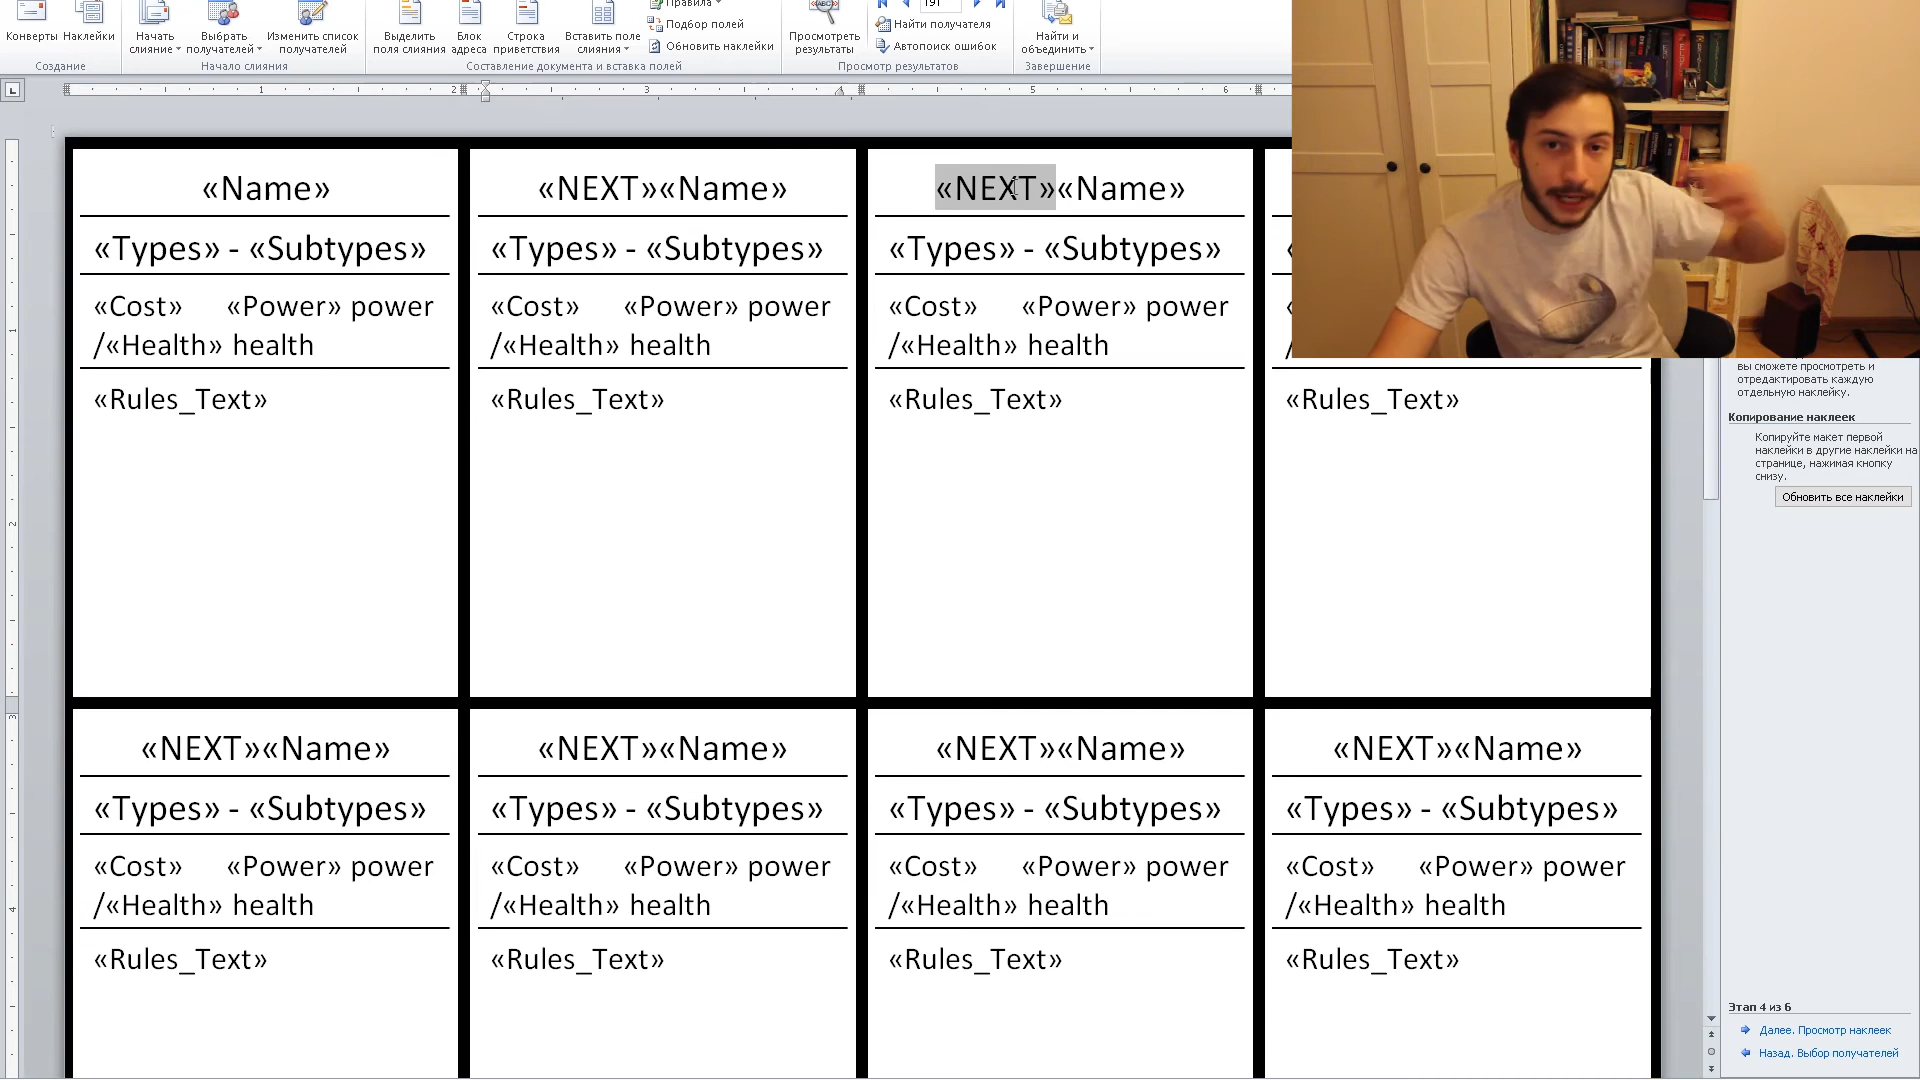 Правила
191
Конверты Наклейки
Начать слияние
Выбрать получателей
Изменить список получателей
Выделить поля слияния
Блок адреса
Строка приветствия
Вставить поле слияния
Подбор полей
Обновить наклейки
Просмотреть результаты
Найти получателя
Автопоиск ошибок
Найти и объединить
Создание
Начало слияния
Составление документа и вставка полей
Просмотр результатов
Завершение
1 2 3 5 6
«Name»
«Types» - «Subtypes»
«Cost» «Power» power
/«Health» health
«Rules_Text»
«NEXT»«Name»
«Types» - «Subtypes»
«Cost» «Power» power
/«Health» health
«Rules_Text»
«NEXT»«Name»
«Types» - «Subtypes»
«Cost» «Power» power
/«Health» health
«Rules_Text»
«Rules_Text»
«NEXT»«Name»
«Types» - «Subtypes»
«Cost» «Power» power
/«Health» health
«Rules_Text»
«NEXT»«Name»
«Types» - «Subtypes»
«Cost» «Power» power
/«Health» health
«Rules_Text»
«NEXT»«Name»
«Types» - «Subtypes»
«Cost» «Power» power
/«Health» health
«Rules_Text»
«NEXT»«Name»
«Types» - «Subtypes»
«Cost» «Power» power
/«Health» health
«Rules_Text»
вы сможете просмотреть и
отредактировать каждую
отдельную наклейку.
Копирование наклеек
Копируйте макет первой
наклейки в другие наклейки на
странице, нажимая кнопку
снизу.
Обновить все наклейки
Этап 4 из 6
Далее. Просмотр наклеек
Назад. Выбор получателей